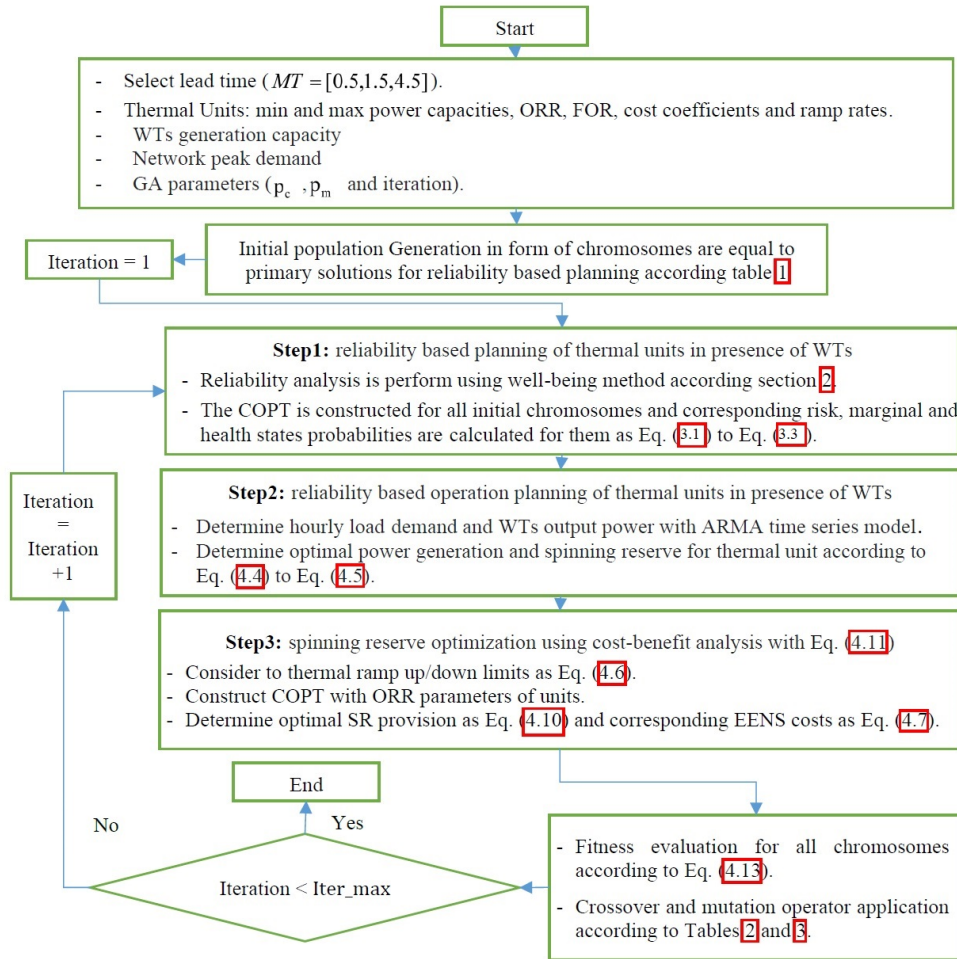 Start
- Select lead time (MT = [0.5,1.5,4.5]).
- Thermal Units: min and max power capacities, ORR, FOR, cost coefficients and ramp rates.
- WTs generation capacity
- Network peak demand
- GA parameters (p_c , p_m and iteration).
Initial population Generation in form of chromosomes are equal to
primary solutions for reliability based planning according table 1
Iteration = 1
Step1: reliability based planning of thermal units in presence of WTs
- Reliability analysis is perform using well-being method according section 2.
- The COPT is constructed for all initial chromosomes and corresponding risk, marginal and
health states probabilities are calculated for them as Eq. (3.1) to Eq. (3.3).
Iteration
=
Iteration
+1
Step2: reliability based operation planning of thermal units in presence of WTs
- Determine hourly load demand and WTs output power with ARMA time series model.
- Determine optimal power generation and spinning reserve for thermal unit according to
Eq. (4.4) to Eq. (4.5).
Step3: spinning reserve optimization using cost-benefit analysis with Eq. (4.11)
- Consider to thermal ramp up/down limits as Eq. (4.6).
- Construct COPT with ORR parameters of units.
- Determine optimal SR provision as Eq. (4.10) and corresponding EENS costs as Eq. (4.7).
End
No
Yes
Iteration < Iter_max
- Fitness evaluation for all chromosomes
according to Eq. (4.13).
- Crossover and mutation operator application
according to Tables 2 and 3.